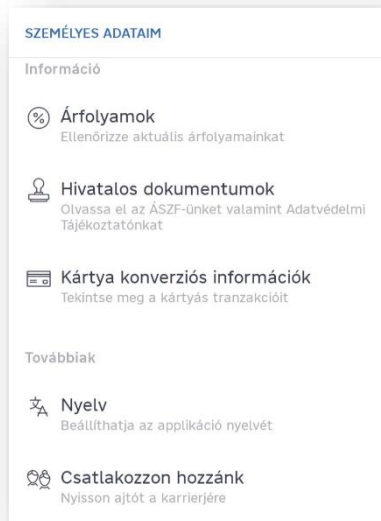 SZEMÉLYES ADATAIM
Információ
Árfolyamok
Ellenőrizze aktuális árfolyamainkat
Hivatalos dokumentumok
Olvassa el az ÁSZF-ünket valamint Adatvédelmi
Tájékoztatónkat
Kártya konverziós információk
Tekintse meg a kártyás tranzakcióit
Továbbiak
Nyelv
Beállíthatja az applikáció nyelvét
Csatlakozzon hozzánk
Nyisson ajtót a karrierjére